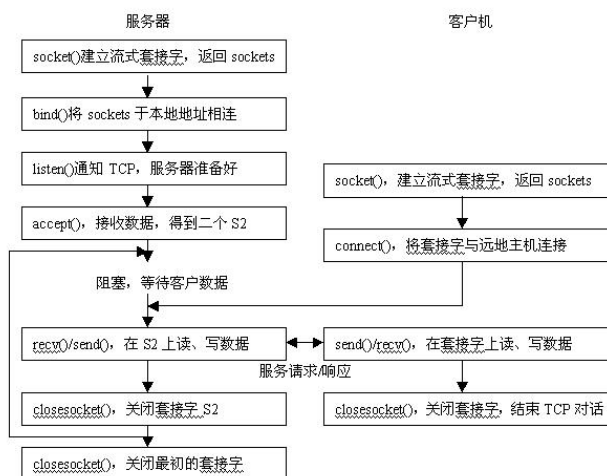 服务器
socket()建立流式套接字，返回 sockets
bind()将 sockets 于本地地址相连
listen()通知 TCP，服务器准备好
accept()，接收数据，得到二个 S2
阻塞，等待客户数据
recv()/send()，在 S2 上读、写数据
closesocket()，关闭套接字 S2
closesocket()，关闭最初的套接字
客户机
socket()，建立流式套接字，返回 sockets
connect()，将套接字与远地主机连接
send()/recv()，在套接字上读、写数据
服务请求/响应
closesocket()，关闭套接字，结束 TCP 对话